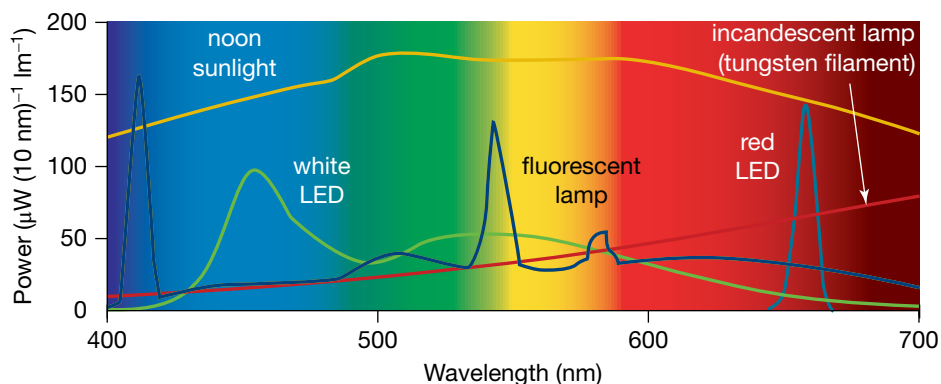 200
150
100
50
0
Power (μW (10 nm)⁻¹ lm⁻¹)
noon
sunlight
white
LED
fluorescent
lamp
red
LED
incandescent lamp
(tungsten filament)
400
500
600
700
Wavelength (nm)